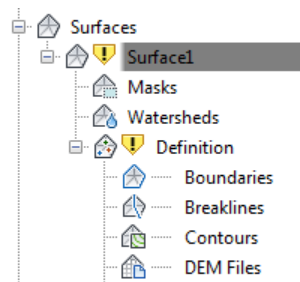 Surfaces
Surface1
Masks
Watersheds
Definition
Boundaries
Breaklines
Contours
DEM Files